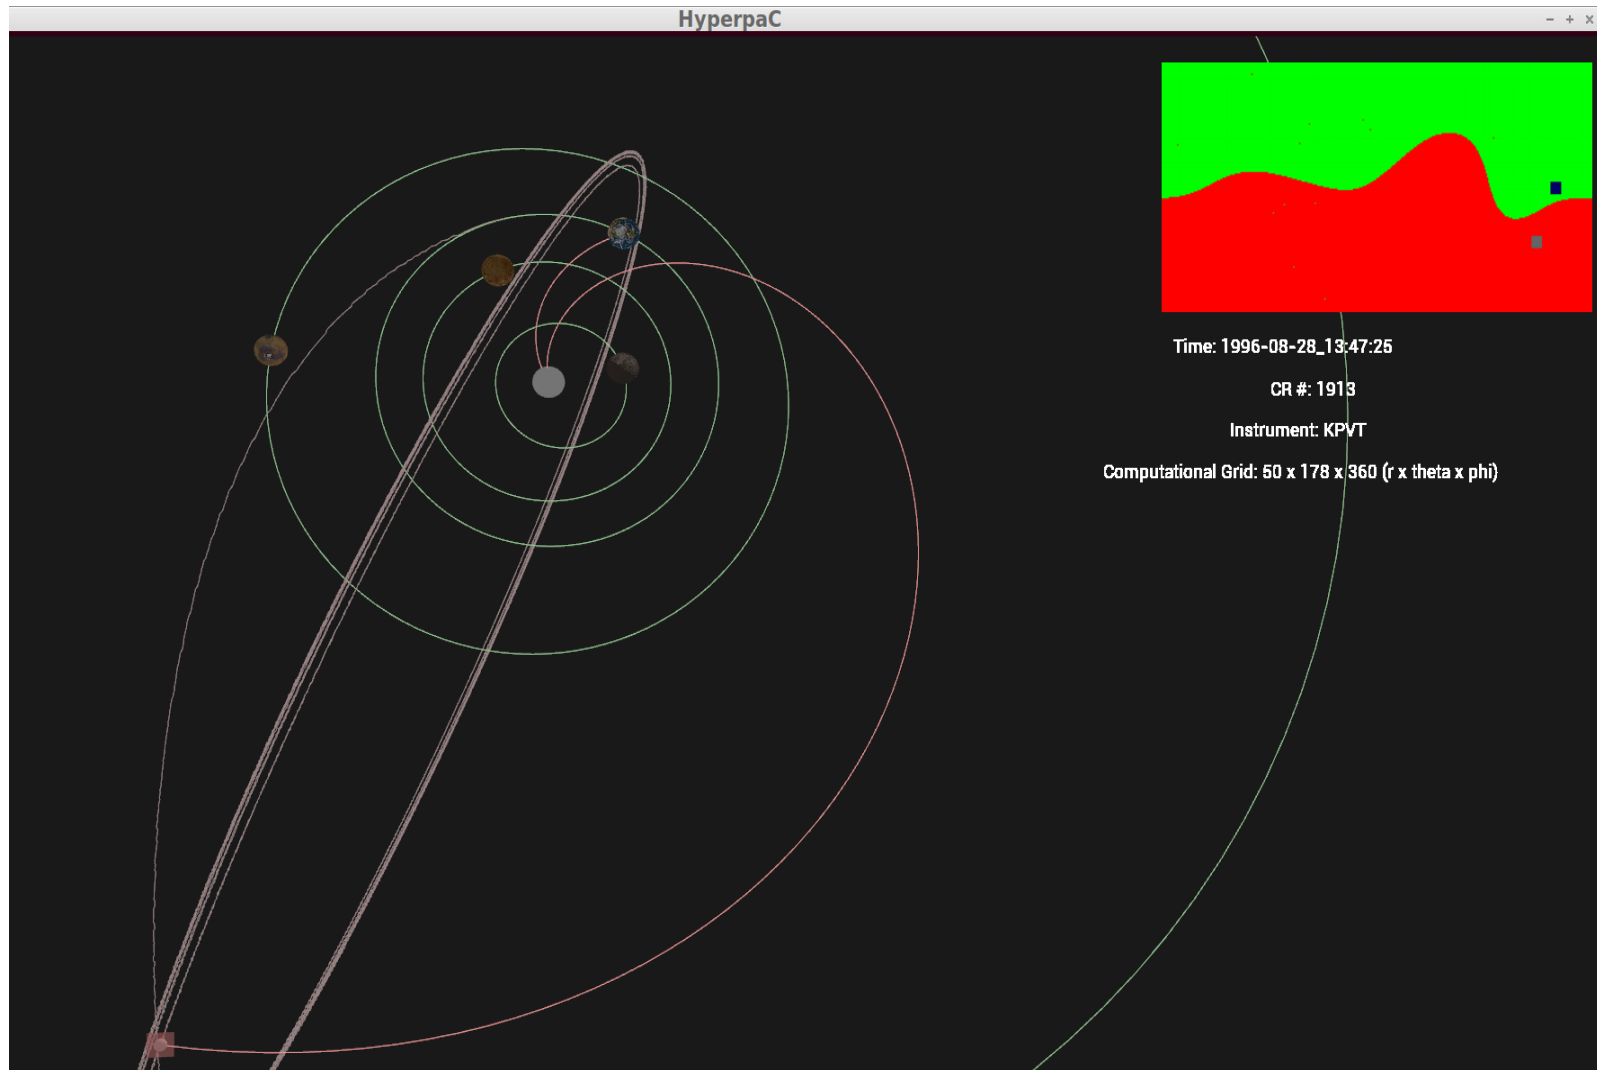 HyperpaC
Time: 1996-08-28_13:47:25
CR #: 1913
Instrument: KPVT
Computational Grid: 50 x 178 x 360 (r x theta x phi)